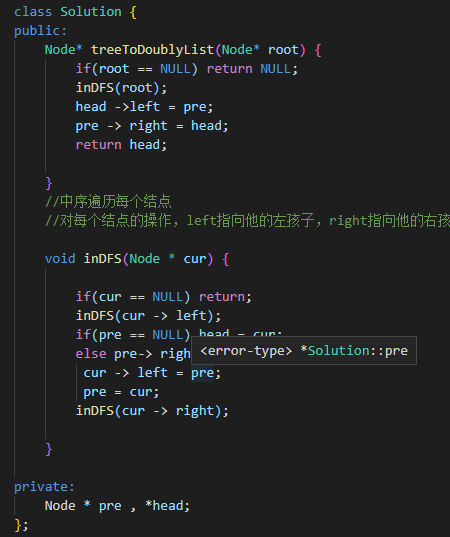 class Solution {
public:
    Node* treeToDoublyList(Node* root) {
        if(root == NULL) return NULL;
        inDFS(root);
        head ->left = pre;
        pre -> right = head;
        return head;
    }
    //中序遍历每个结点
    //对每个结点的操作，left指向他的左孩子，right指向他的右孩
    void inDFS(Node * cur) {
        if(cur == NULL) return;
        inDFS(cur -> left);
        if(pre == NULL) head = cur;
        else pre-> righ
<error-type> *Solution::pre
         cur -> left = pre;
         pre = cur;
        inDFS(cur -> right);
    }
private:
    Node * pre , *head;
};